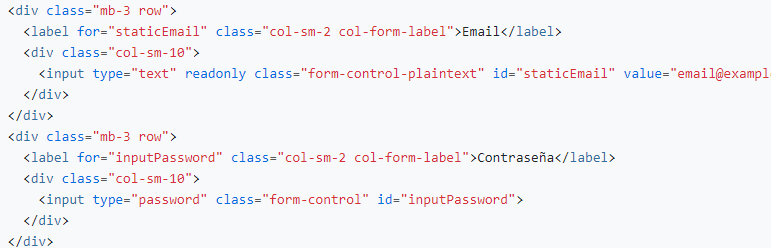 <div class="mb-3 row">
  <label for="staticEmail" class="col-sm-2 col-form-label">Email</label>
  <div class="col-sm-10">
    <input type="text" readonly class="form-control-plaintext" id="staticEmail" value="email@exampl
  </div>
</div>
<div class="mb-3 row">
  <label for="inputPassword" class="col-sm-2 col-form-label">Contraseña</label>
  <div class="col-sm-10">
    <input type="password" class="form-control" id="inputPassword">
  </div>
</div>